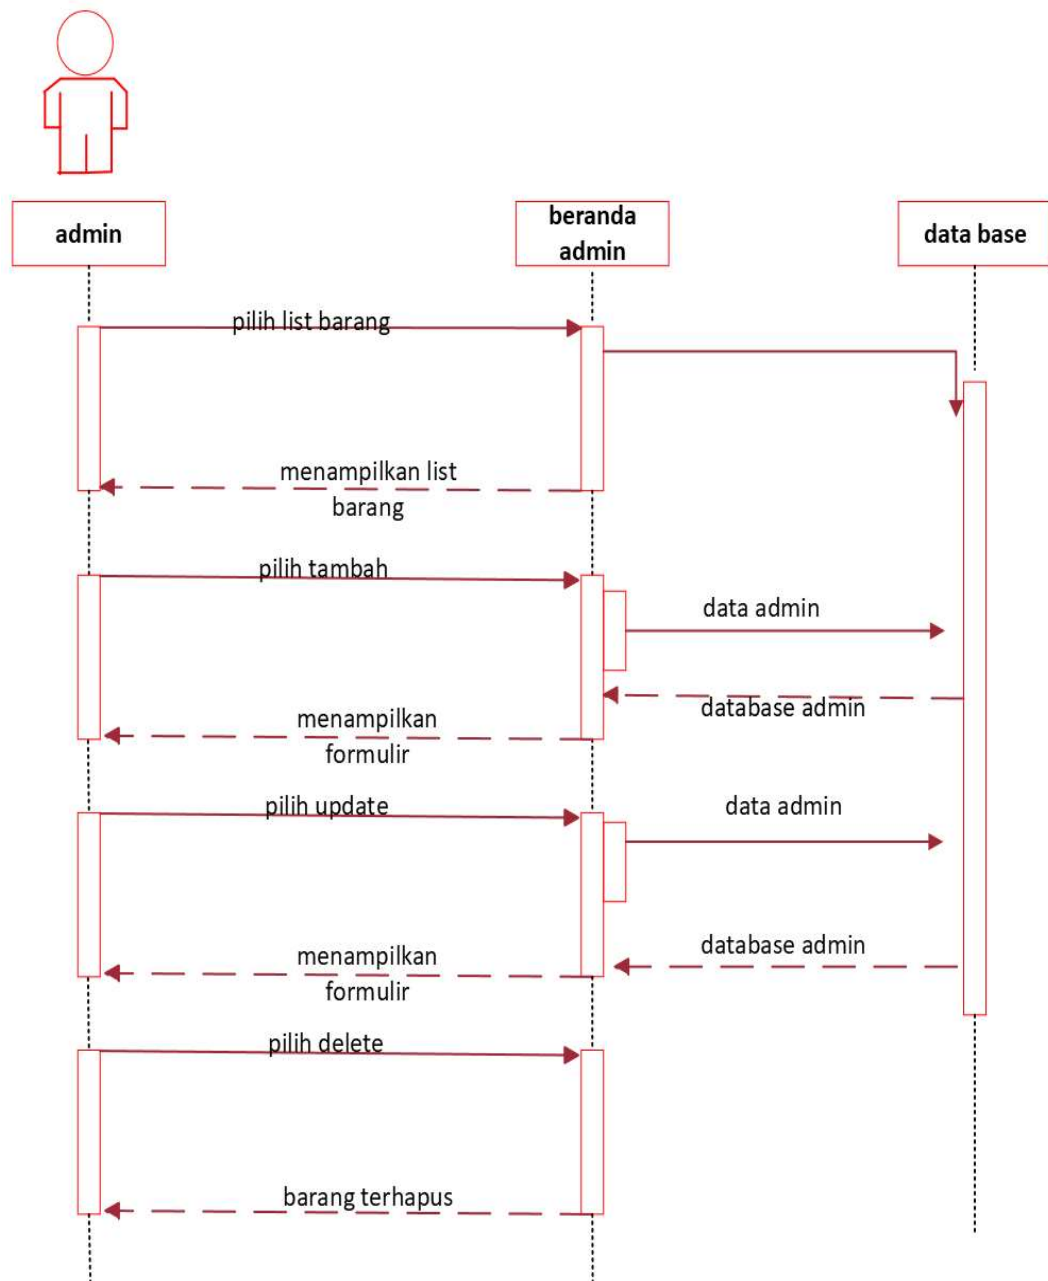 admin
beranda
admin
data base
pilih list barang
menampilkan list
barang
pilih tambah
data admin
database admin
menampilkan
formulir
pilih update
data admin
database admin
menampilkan
formulir
pilih delete
barang terhapus